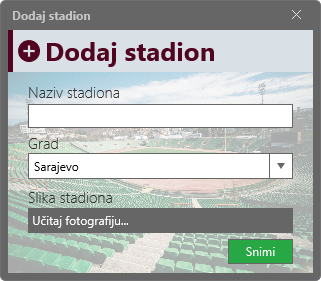 Dodaj stadion
Dodaj stadion
Naziv stadiona
Grad
Sarajevo
Slika stadiona
Učitaj fotografiju...
Snimi